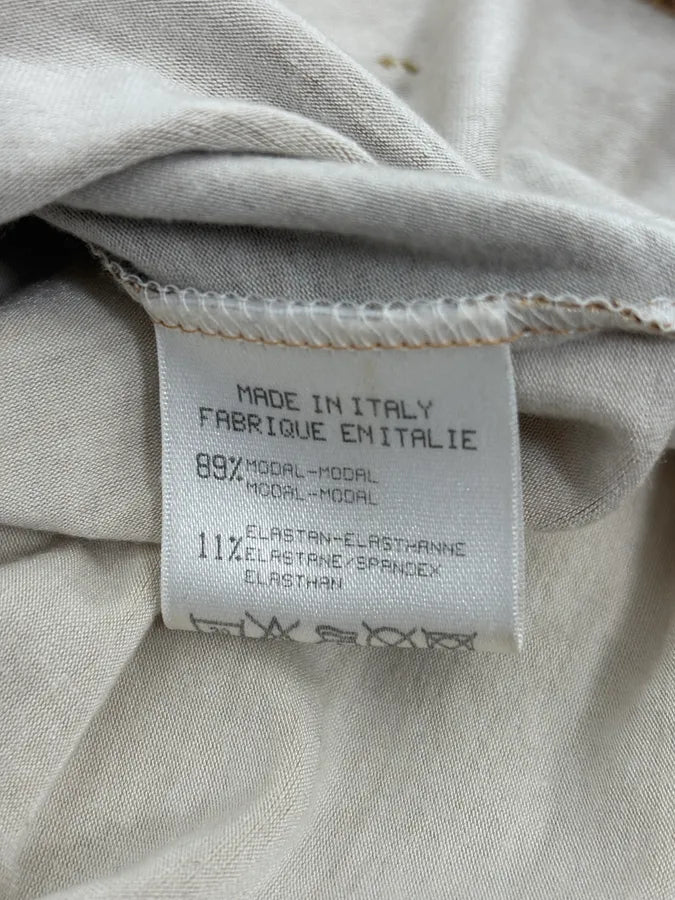 MADE IN ITALY
FABRIQUE EN ITALIE
89% MODAL-MODAL
MODAL-MODAL
11% ELASTAN-ELASTHANNE
ELASTANE/SPANDEX
ELASTHAN